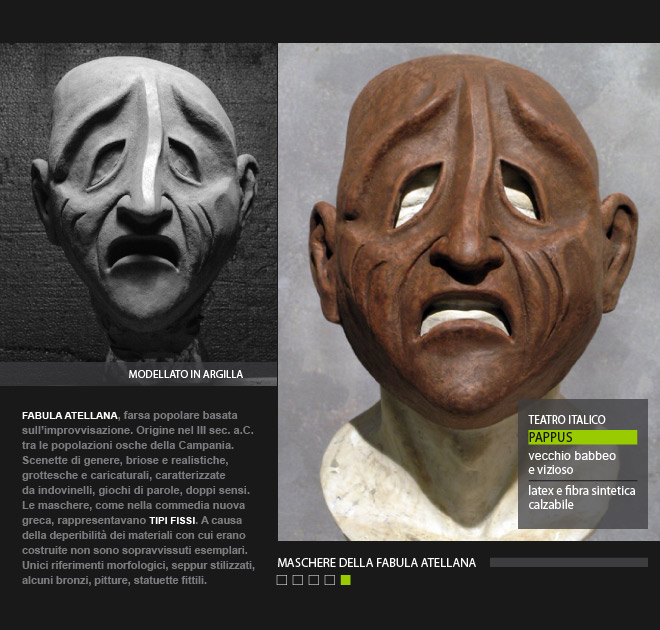 MODELLATO IN ARGILLA
FABULA ATELLANA, farsa popolare basata
sull'improvvisazione. Origine nel III sec. a.C.
tra le popolazioni osche della Campania.
Scenette di genere, briose e realistiche,
grottesche e caricaturali, caratterizzate
da indovinelli, giochi di parole, doppi sensi.
Le maschere, come nella commedia nuova
greca, rappresentavano TIPI FISSI. A causa
della deperibilità dei materiali con cui erano
costruite non sono sopravvissuti esemplari.
Unici riferimenti morfologici, seppur stilizzati,
alcuni bronzi, pitture, statuette fittili.
TEATRO ITALICO
PAPPUS
vecchio babbeo
e vizioso
latex e fibra sintetica
calzabile
MASCHERE DELLA FABULA ATELLANA